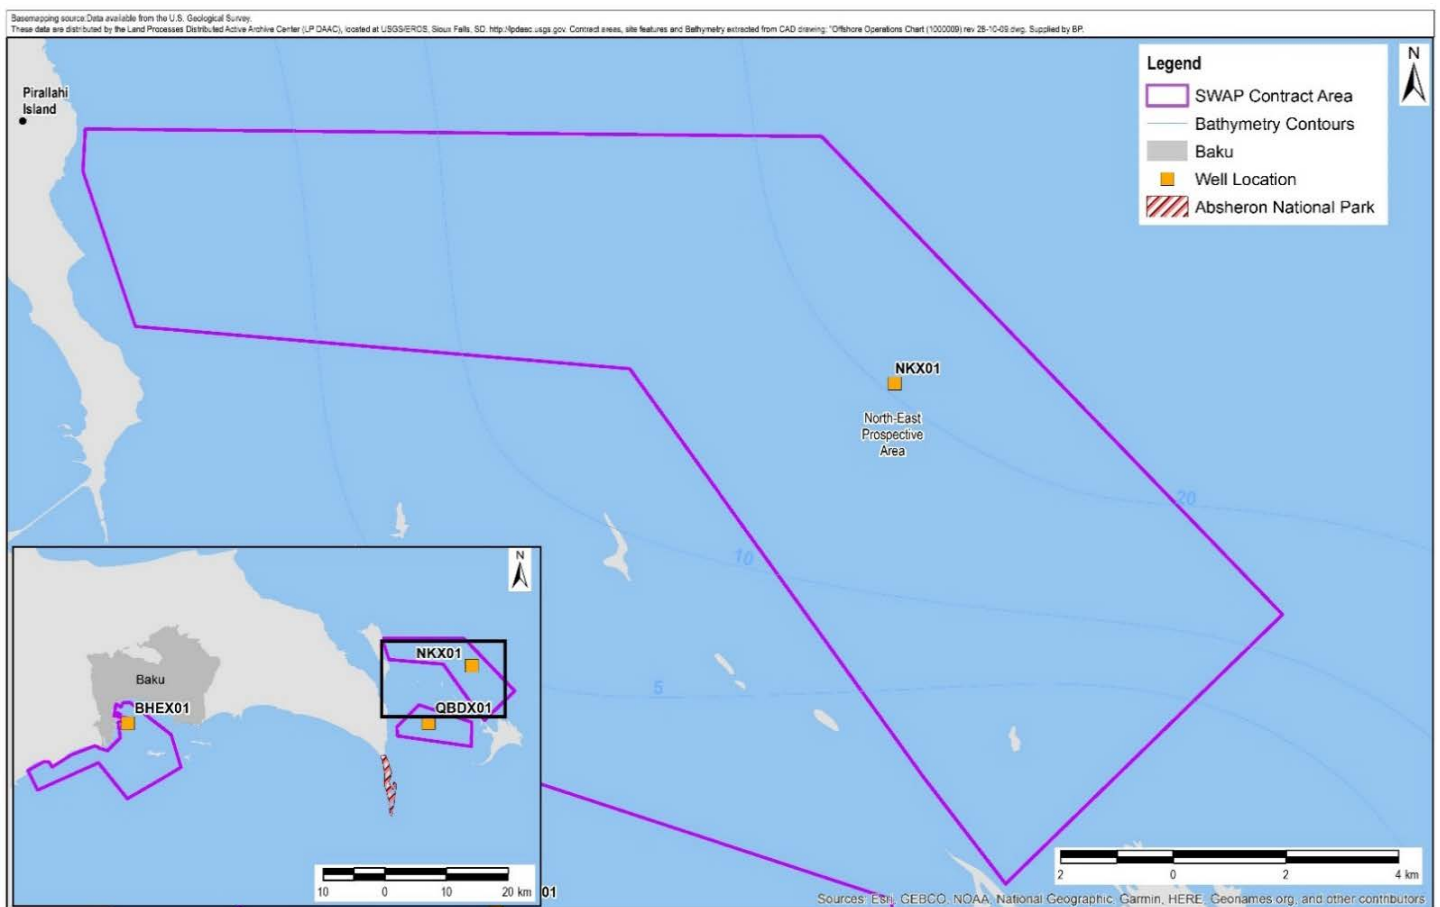 Basemapping source:Data available from the U.S. Geological Survey.
These data are distributed by the Land Processes Distributed Active Archive Center (LP DAAC), located at USGS/EROS, Sioux Falls, SD. http://lpdaac.usgs.gov. Contract areas, site features and Bathymetry extracted from CAD drawing; "Offshore Operations Chart (1000009) rev 28-10-09.dwg. Supplied by BP.
Pirallahi
Island
Legend
SWAP Contract Area
Bathymetry Contours
Baku
Well Location
Absheron National Park
N
NKX01
North-East
Prospective
Area
20
10
5
N
Baku
BHEX01
NKX01
QBDX01
10 0 10 20 km
01
2 0 2 4 km
Sources: Esri, GEBCO, NOAA, National Geographic, Garmin, HERE, Geonames.org, and other contributors